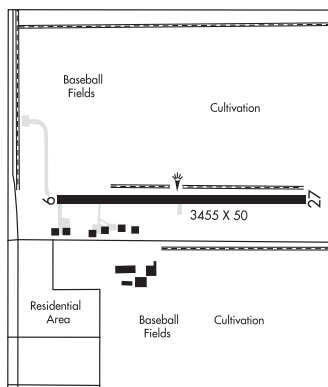 Baseball
Fields
Cultivation
9
27
3455 X 50
Residential
Area
Baseball
Fields
Cultivation